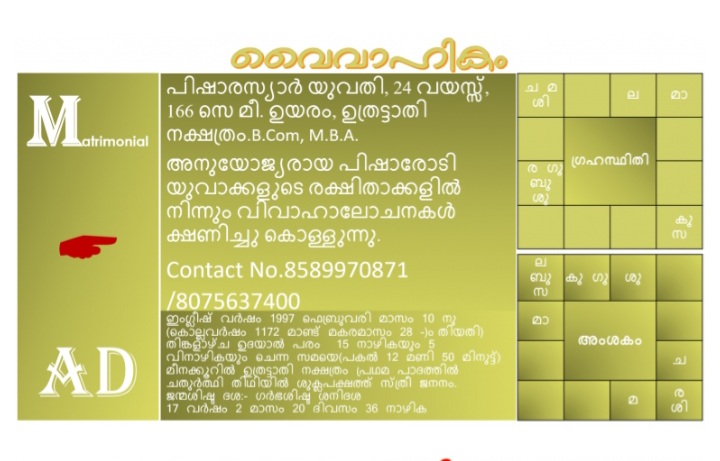 വൈവാഹികം
Matrimonial
AD
പിഷാരസ്യാർ യുവതി, 24 വയസ്സ്,
166 സെ മീ. ഉയരം, ഉത്രട്ടാതി
നക്ഷത്രം.B.Com, M.B.A.
അനുയോജ്യരായ പിഷാരോടി
യുവാക്കളുടെ രക്ഷിതാക്കളിൽ
നിന്നും വിവാഹാലോചനകൾ
ക്ഷണിച്ചു കൊള്ളുന്നു.
Contact No.8589970871
/8075637400
ഇംഗ്ലീഷ് വർഷം 1997 ഫെബ്രുവരി മാസം 10 നു
(കൊല്ലവർഷം 1172 മാണ്ട് മകരമാസം 28 -ാം തിയതി)
തിങ്കളാഴ്ച ഉദയാൽ പരം 15 നാഴികയും 5
വിനാഴികയും ചെന്ന സമയെ(പകൽ 12 മണി 50 മിനുട്ട്)
മീനക്കൂറിൽ ഉത്രട്ടാതി നക്ഷത്രം പ്രഥമ പാദത്തിൽ
ചതുർത്ഥി തിഥിയിൽ ശുക്ലപക്ഷത്ത് സ്ത്രീ ജനനം.
ജന്മശിഷ്ട ദശ:- ഗർഭശിഷ്ട ശനിദശ
17 വർഷം 2 മാസം 20 ദിവസം 36 നാഴിക
ച മ ല മാ
ശി
ഗ്രഹസ്ഥിതി
ര ഗു
ബു
ശു
കു
സ
ല
ബു കു ഗു ശു
സ
മാ
അംശകം
ച
മ ര
ശി